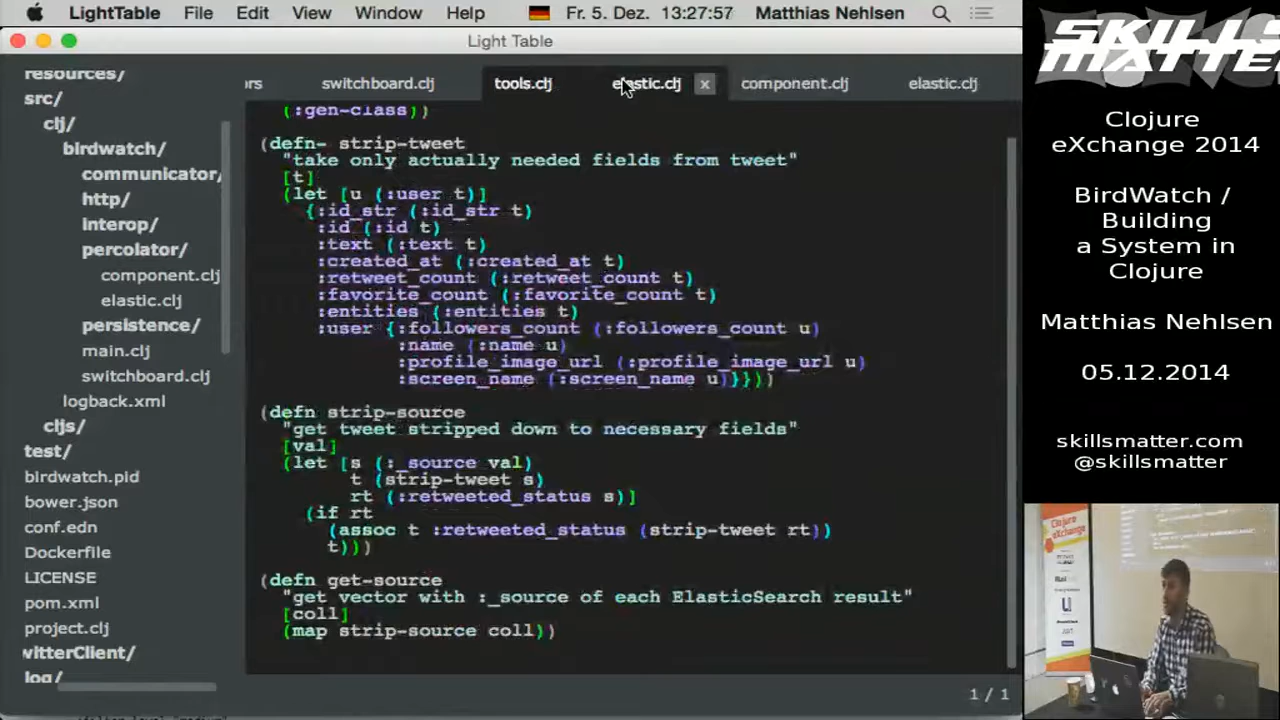 LightTable File Edit View Window Help Fr. 5. Dez. 13:27:57 Matthias Nehlsen
Light Table
resources/
src/
clj/
birdwatch/
communicator/
http/
interop/
percolator/
component.clj
elastic.clj
persistence/
main.clj
switchboard.clj
logback.xml
cljs/
test/
birdwatch.pid
bower.json
conf.edn
Dockerfile
LICENSE
pom.xml
project.clj
witterClient/
log/
rs switchboard.clj tools.clj elastic.clj x component.clj elastic.clj
(:gen-class))
(defn- strip-tweet
"take only actually needed fields from tweet"
[t]
(let [u (:user t)]
{:id_str (:id_str t)
:id (:id t)
:text (:text t)
:created_at (:created_at t)
:retweet_count (:retweet_count t)
:favorite_count (:favorite_count t)
:entities (:entities t)
:user {:followers_count (:followers_count u)
:name (:name u)
:profile_image_url (:profile_image_url u)
:screen_name (:screen_name u)}}))
(defn strip-source
"get tweet stripped down to necessary fields"
[val]
(let [s (:_source val)
t (strip-tweet s)
rt (:retweeted_status s)]
(if rt
(assoc t :retweeted_status (strip-tweet rt))
t)))
(defn get-source
"get vector with :_source of each ElasticSearch result"
[coll]
(map strip-source coll))
1 / 1
SKILLS
MATTER
Clojure
eXchange 2014
BirdWatch /
Building
a System in
Clojure
Matthias Nehlsen
05.12.2014
skillsmatter.com
@skillsmatter
Clojure
eXchange